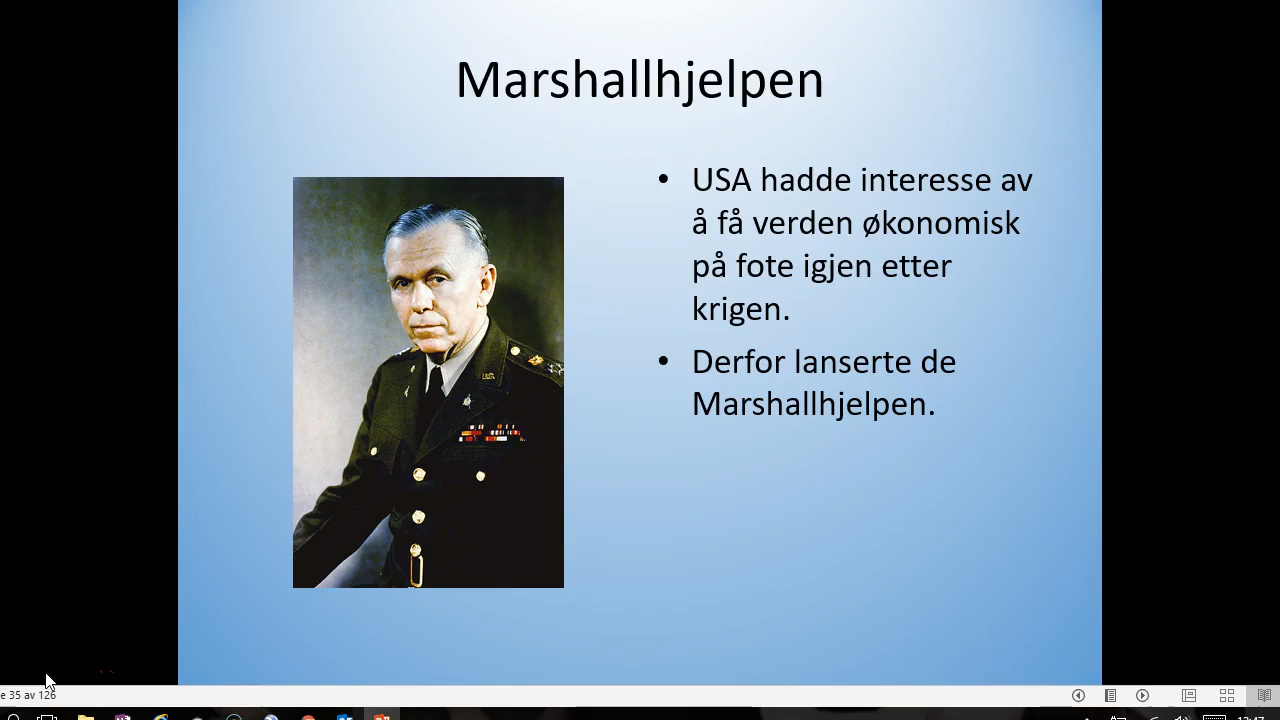 Marshallhjelpen
• USA hadde interesse av
å få verden økonomisk
på fote igjen etter
krigen.
• Derfor lanserte de
Marshallhjelpen.
e 35 av 126